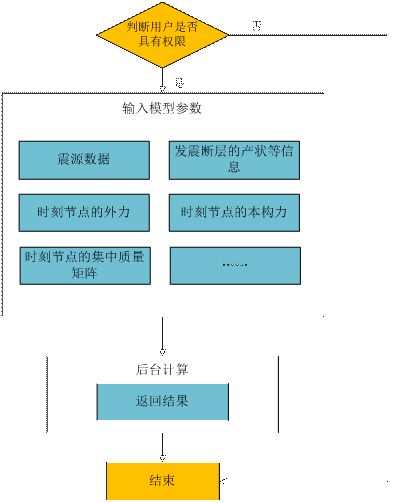 判断用户是否
具有权限
否
是
输入模型参数
震源数据
发震断层的产状等信
息
时刻节点的外力
时刻节点的本构力
时刻节点的集中质量
矩阵
······
后台计算
返回结果
结束